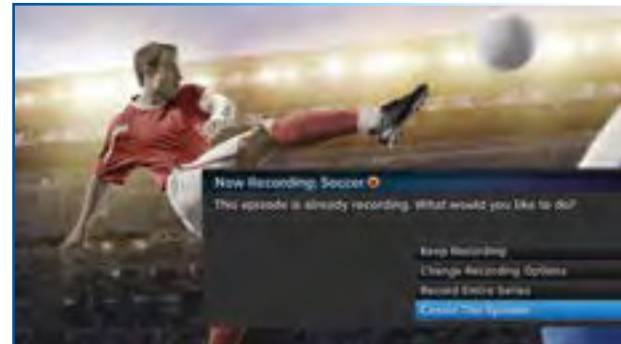 Now Recording: Soccer
This episode is already recording. What would you like to do?
Keep Recording
Change Recording Options
Record Entire Series
Cancel This Episode